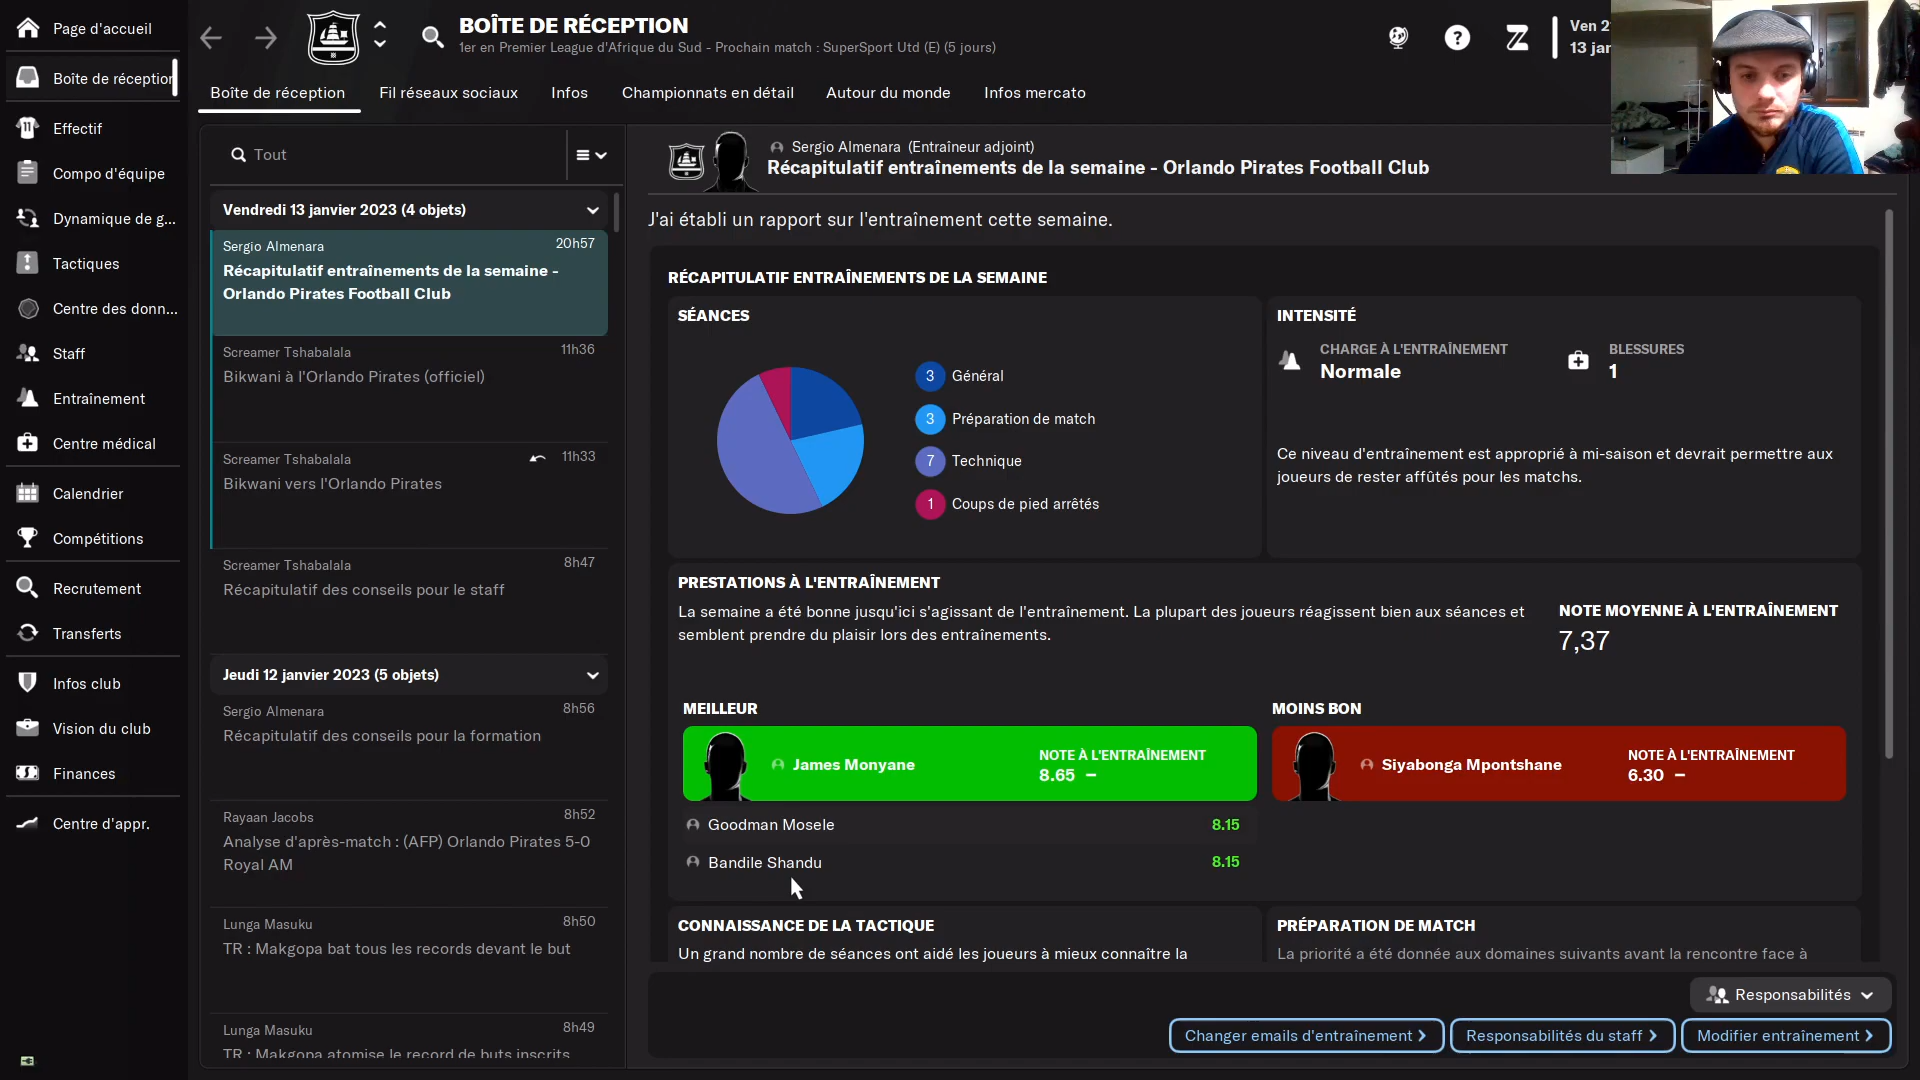 Page d'accueil
Boîte de réception
Effectif
Compo d'équipe
Dynamique de g...
Tactiques
Centre des donn...
Staff
Entraînement
Centre médical
Calendrier
Compétitions
Recrutement
Transferts
Infos club
Vision du club
Finances
Centre d'appr.
BOÎTE DE RÉCEPTION
1er en Premier League d'Afrique du Sud - Prochain match : SuperSport Utd (E) (5 jours)
Ven 2
13 jan
Boîte de réception
Fil réseaux sociaux
Infos
Championnats en détail
Autour du monde
Infos mercato
Tout
Vendredi 13 janvier 2023 (4 objets)
Sergio Almenara 20h57
Récapitulatif entraînements de la semaine -
Orlando Pirates Football Club
Screamer Tshabalala 11h36
Bikwani à l'Orlando Pirates (officiel)
Screamer Tshabalala 11h33
Bikwani vers l'Orlando Pirates
Screamer Tshabalala 8h47
Récapitulatif des conseils pour le staff
Jeudi 12 janvier 2023 (5 objets)
Sergio Almenara 8h56
Récapitulatif des conseils pour la formation
Rayaan Jacobs 8h52
Analyse d'après-match : (AFP) Orlando Pirates 5-0
Royal AM
Lunga Masuku 8h50
TR : Makgopa bat tous les records devant le but
Lunga Masuku 8h49
TR : Makgopa atomise le record de buts inscrits
Sergio Almenara (Entraîneur adjoint)
Récapitulatif entraînements de la semaine - Orlando Pirates Football Club
J'ai établi un rapport sur l'entraînement cette semaine.
RÉCAPITULATIF ENTRAÎNEMENTS DE LA SEMAINE
SÉANCES
3 Général
3 Préparation de match
7 Technique
1 Coups de pied arrêtés
INTENSITÉ
CHARGE À L'ENTRAÎNEMENT
Normale
BLESSURES
1
Ce niveau d'entraînement est approprié à mi-saison et devrait permettre aux
joueurs de rester affûtés pour les matchs.
PRESTATIONS À L'ENTRAÎNEMENT
La semaine a été bonne jusqu'ici s'agissant de l'entraînement. La plupart des joueurs réagissent bien aux séances et
semblent prendre du plaisir lors des entraînements.
NOTE MOYENNE À L'ENTRAÎNEMENT
7,37
MEILLEUR
James Monyane
NOTE À L'ENTRAÎNEMENT
8.65 –
Goodman Mosele 8.15
Bandile Shandu 8.15
MOINS BON
Siyabonga Mpontshane
NOTE À L'ENTRAÎNEMENT
6.30 –
CONNAISSANCE DE LA TACTIQUE
Un grand nombre de séances ont aidé les joueurs à mieux connaître la
PRÉPARATION DE MATCH
La priorité a été donnée aux domaines suivants avant la rencontre face à
Responsabilités
Changer emails d'entraînement
Responsabilités du staff
Modifier entraînement